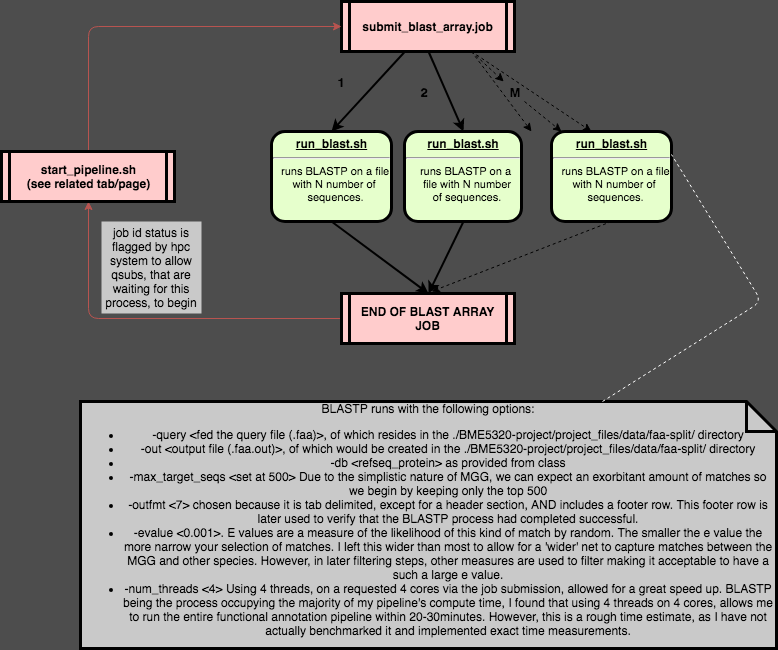 submit_blast_array.job
1
2
M
run_blast.sh
runs BLASTP on a file
with N number of
sequences.
run_blast.sh
runs BLASTP on a
file with N number
of sequences.
run_blast.sh
runs BLASTP on a file
with N number of
sequences.
start_pipeline.sh
(see related tab/page)
job id status is
flagged by hpc
system to allow
qsubs, that are
waiting for this
process, to begin
END OF BLAST ARRAY
JOB
BLASTP runs with the following options:
• -query <fed the query file (.faa)>, of which resides in the ./BME5320-project/project_files/data/faa-split/ directory
• -out <output file (.faa.out)>, of which would be created in the ./BME5320-project/project_files/data/faa-split/ directory
• -db <refseq_protein> as provided from class
• -max_target_seqs <set at 500> Due to the simplistic nature of MGG, we can expect an exorbitant amount of matches so
we begin by keeping only the top 500
• -outfmt <7> chosen because it is tab delimited, except for a header section, AND includes a footer row. This footer row is
later used to verify that the BLASTP process had completed successful.
• -evalue <0.001>. E values are a measure of the likelihood of this kind of match by random. The smaller the e value the
more narrow your selection of matches. I left this wider than most to allow for a 'wider' net to capture matches between the
MGG and other species. However, in later filtering steps, other measures are used to filter making it acceptable to have a
such a large e value.
• -num_threads <4> Using 4 threads, on a requested 4 cores via the job submission, allowed for a great speed up. BLASTP
being the process occupying the majority of my pipeline's compute time, I found that using 4 threads on 4 cores, allows me
to run the entire functional annotation pipeline within 20-30minutes. However, this is a rough time estimate, as I have not
actually benchmarked it and implemented exact time measurements.